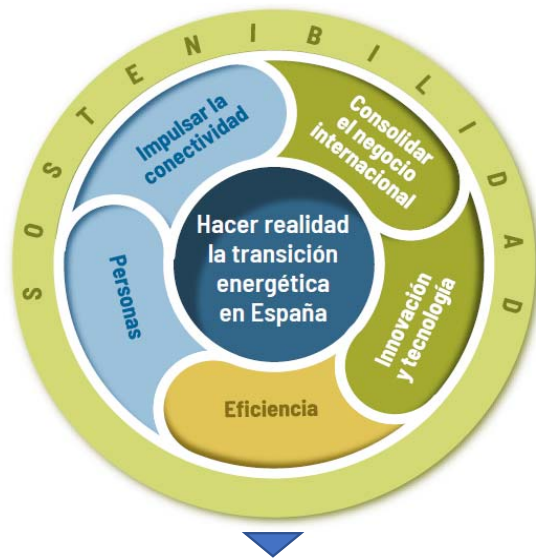 SOSTENIBILIDAD
Impulsar la
conectividad
Consolidar
el negocio
internacional
Hacer realidad
la transición
energética
en España
Personas
Innovación
y tecnología
Eficiencia